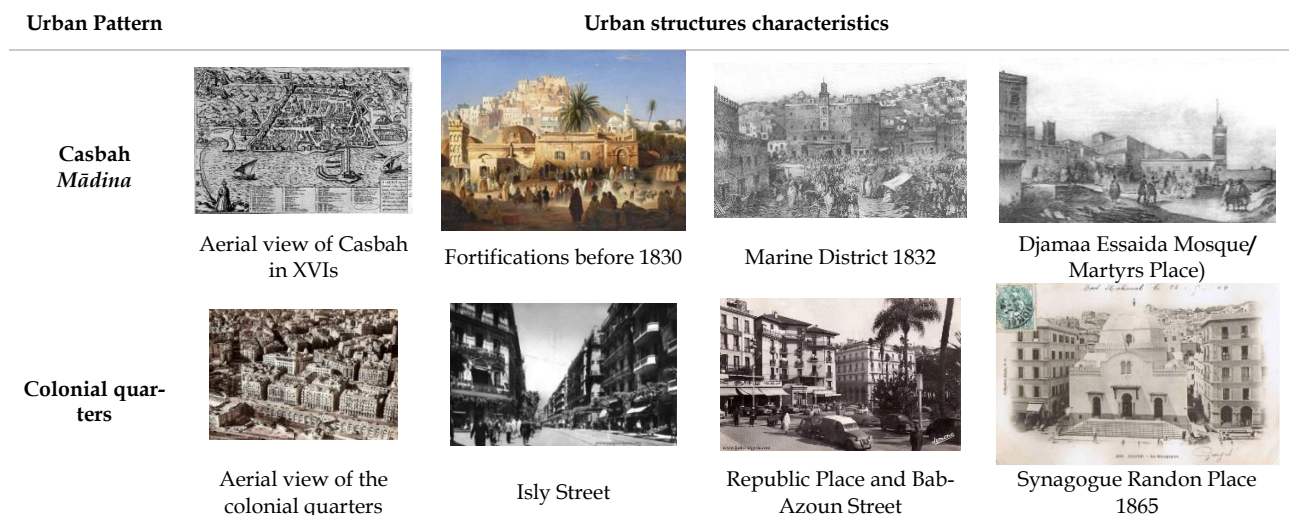 Urban Pattern
Urban structures characteristics
Casbah
Mādina
Aerial view of Casbah
in XVIs
Fortifications before 1830
Marine District 1832
Djamaa Essaida Mosque/
Martyrs Place)
Colonial quar-
ters
Aerial view of the
colonial quarters
Isly Street
Republic Place and Bab-
Azoun Street
Synagogue Randon Place
1865